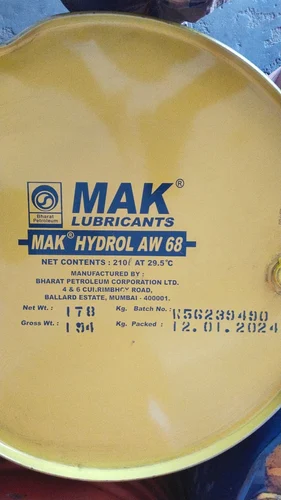 Bharat
Petroleum
MAK®
LUBRICANTS
MAK® HYDROL AW 68
NET CONTENTS : 210ℓ AT 29.5°C
MANUFACTURED BY :
BHARAT PETROLEUM CORPORATION LTD.
4 & 6 CURRIMBHOY ROAD,
BALLARD ESTATE, MUMBAI - 400001.
Net Wt. : 178 Kg. Batch No. : K56239490
Gross Wt. : 194 Kg. Packed : 12.01.2024